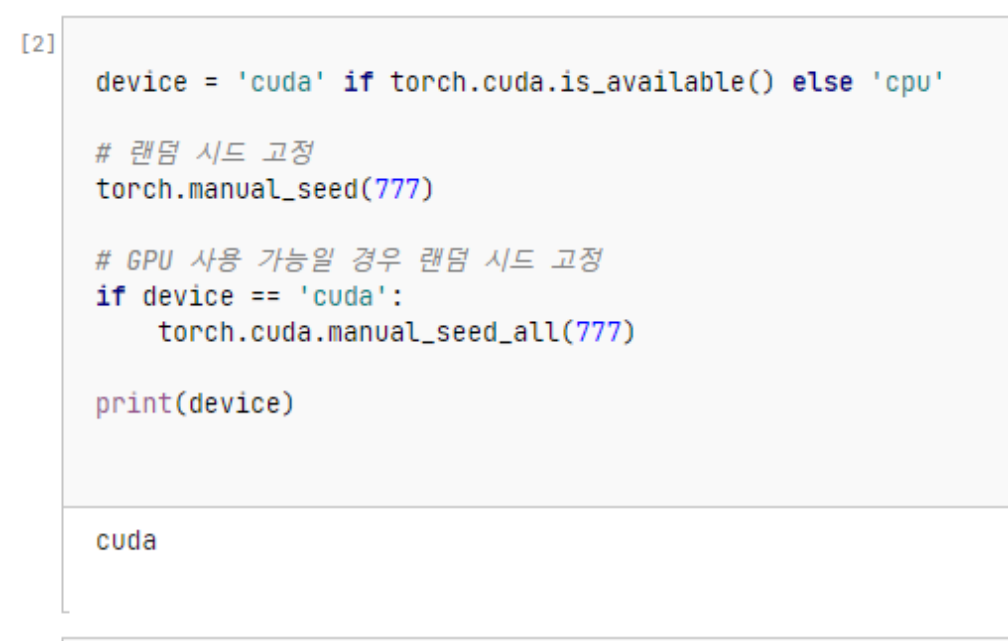 [2]
device = 'cuda' if torch.cuda.is_available() else 'cpu'
# 랜덤 시드 고정
torch.manual_seed(777)
# GPU 사용 가능일 경우 랜덤 시드 고정
if device == 'cuda':
    torch.cuda.manual_seed_all(777)
print(device)
cuda